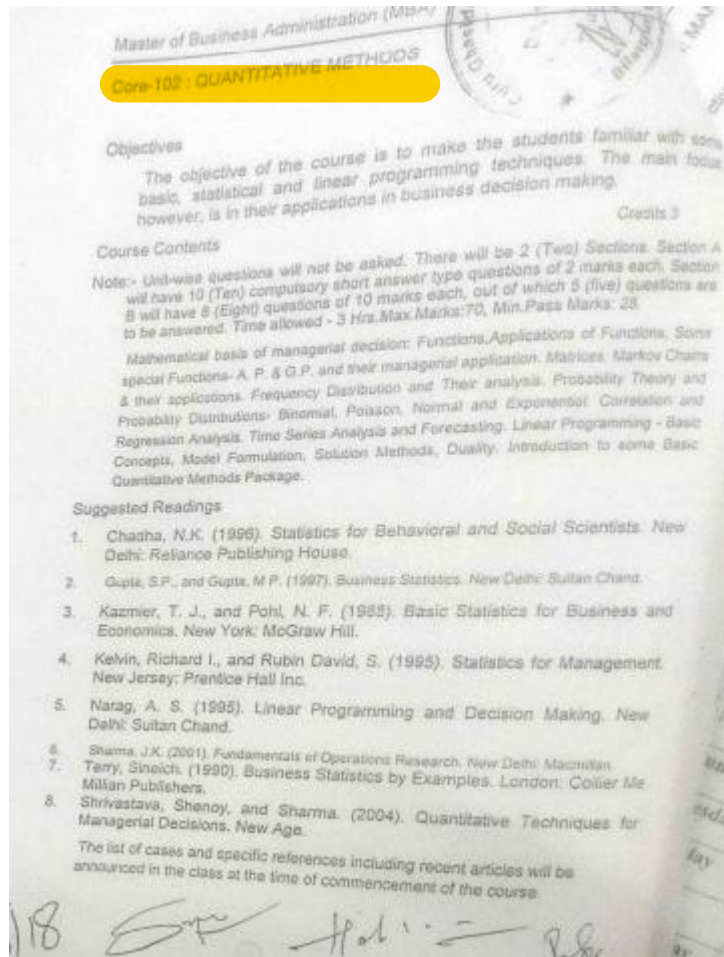 Master of Business Administration (MBA)
Core-102 : QUANTITATIVE METHODS
Objectives
The objective of the course is to make the students familiar with some
basic, statistical and linear programming techniques. The main focus
however, is in their applications in business decision making.
Credits 3
Course Contents
Note:- Unit-wise questions will not be asked. There will be 2 (Two) Sections. Section A
will have 10 (Ten) compulsory short answer type questions of 2 marks each. Section
B will have 8 (Eight) questions of 10 marks each, out of which 5 (five) questions are
to be answered. Time allowed - 3 Hrs.Max.Marks:70, Min.Pass Marks: 28.
Mathematical basis of managerial decision: Functions,Applications of Functions, Some
special Functions- A. P. & G.P. and their managerial application. Matrices. Markov Chains
& their applications. Frequency Distribution and Their analysis. Probability Theory and
Probability Distributions- Binomial, Poisson, Normal and Exponential. Correlation and
Regression Analysis. Time Series Analysis and Forecasting. Linear Programming - Basic
Concepts, Model Formulation, Solution Methods, Duality. Introduction to some Basic
Quantitative Methods Package.
Suggested Readings
1. Chadha, N.K. (1996). Statistics for Behavioral and Social Scientists. New
Delhi: Reliance Publishing House.
2. Gupta, S.P., and Gupta, M P. (1997). Business Statistics. New Delhi: Sultan Chand.
3. Kazmier, T. J., and Pohl, N. F. (1988). Basic Statistics for Business and
Economics. New York: McGraw Hill.
4. Kelvin, Richard I., and Rubin David, S. (1995). Statistics for Management.
New Jersey: Prentice Hall Inc.
5. Narag, A. S. (1995). Linear Programming and Decision Making. New
Delhi: Sultan Chand.
6. Sharma, J.K. (2001). Fundamentals of Operations Research. New Delhi: Macmillan.
7. Terry, Sineich. (1990). Business Statistics by Examples. London: Collier Me
Millian Publishers.
8. Shrivastava, Shenoy, and Sharma. (2004). Quantitative Techniques for
Managerial Decisions. New Age.
The list of cases and specific references including recent articles will be
announced in the class at the time of commencement of the course.
18